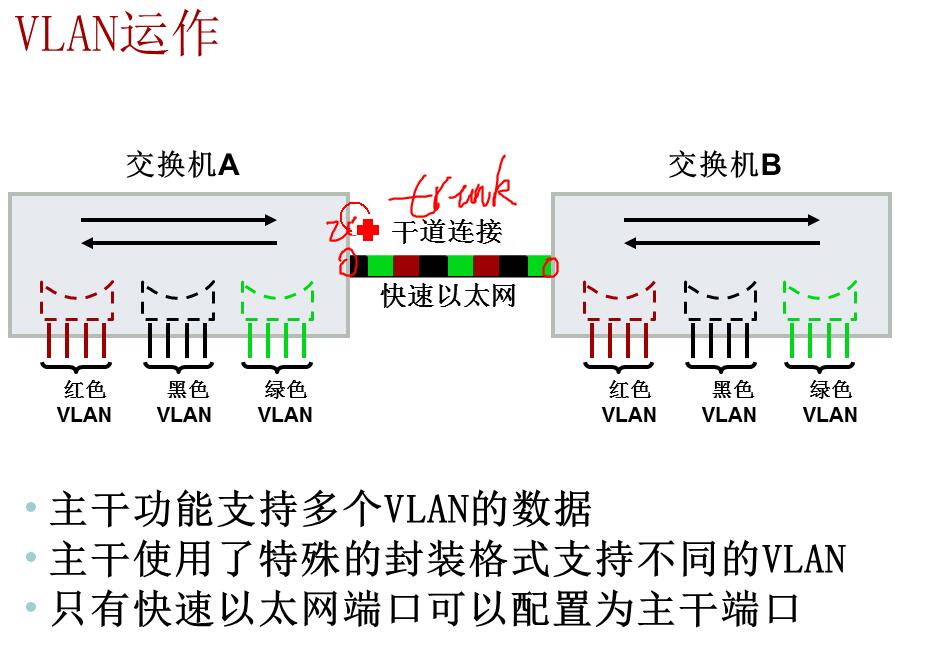 VLAN运作
交换机A
交换机B
trunk
干道连接
快速以太网
红色
VLAN
黑色
VLAN
绿色
VLAN
红色
VLAN
黑色
VLAN
绿色
VLAN
主干功能支持多个VLAN的数据
主干使用了特殊的封装格式支持不同的VLAN
只有快速以太网端口可以配置为主干端口